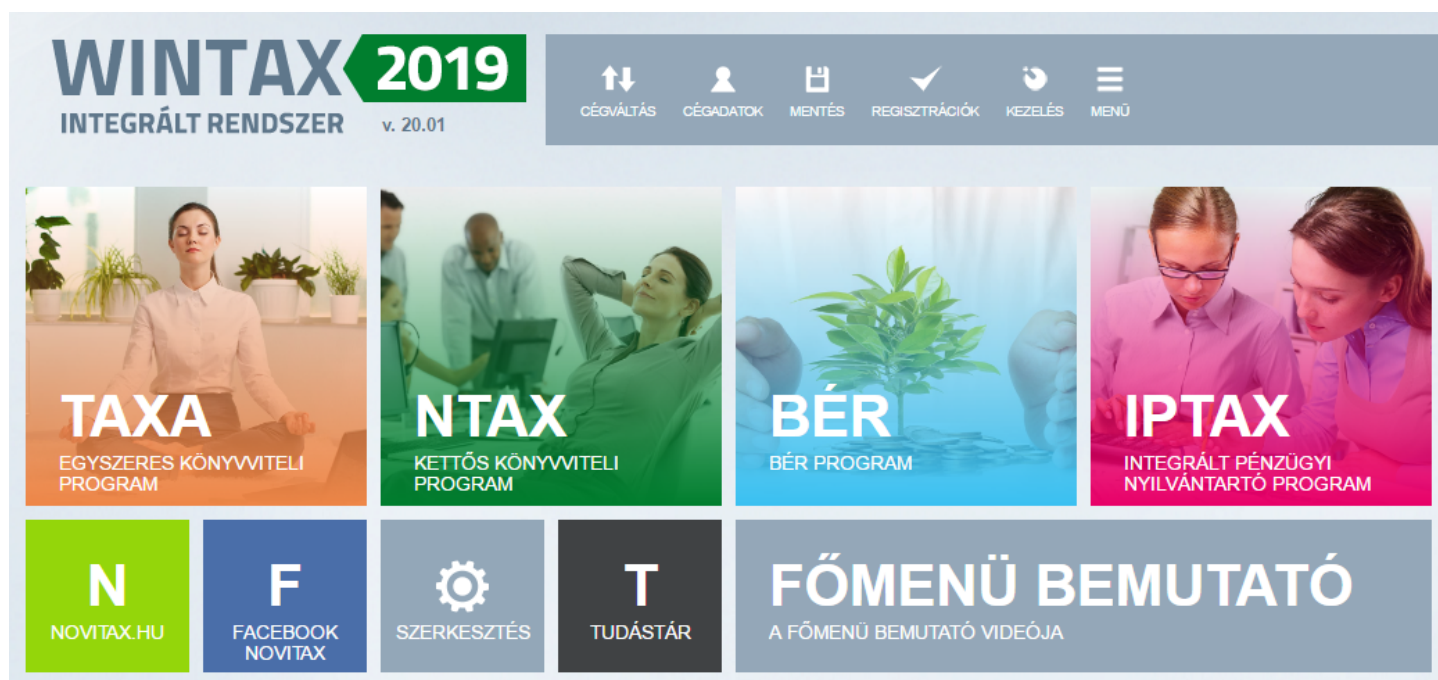 WINTAX 2019
INTEGRÁLT RENDSZER v. 20.01
CÉGVÁLTÁS CÉGADATOK MENTÉS REGISZTRÁCIÓK KEZELÉS MENÜ
TAXA
EGYSZERES KÖNYVVITELI
PROGRAM
NTAX
KETTŐS KÖNYVVITELI
PROGRAM
BÉR
BÉR PROGRAM
IPTAX
INTEGRÁLT PÉNZÜGYI
NYILVÁNTARTÓ PROGRAM
N
NOVITAX.HU
F
FACEBOOK
NOVITAX
SZERKESZTÉS
T
TUDÁSTÁR
FŐMENÜ BEMUTATÓ
A FŐMENÜ BEMUTATÓ VIDEÓJA